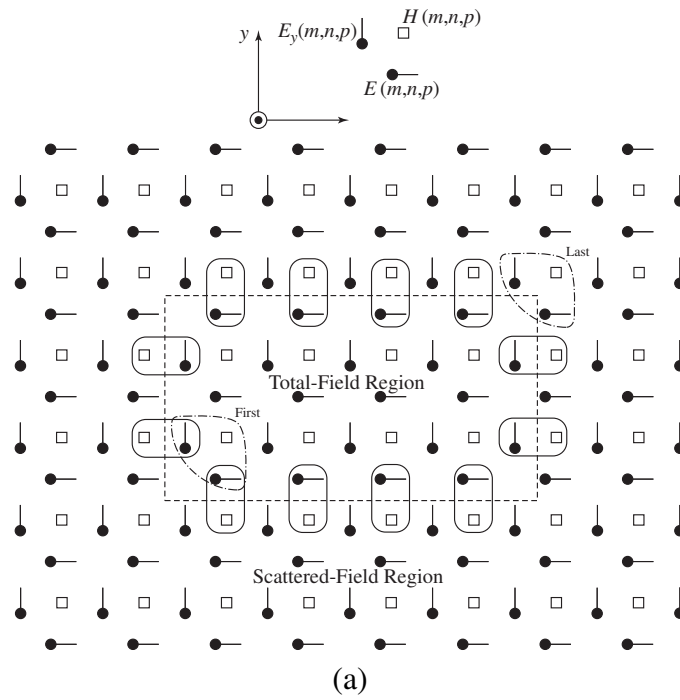 H (m,n,p)
y
E_y(m,n,p)
E (m,n,p)
Last
Total-Field Region
First
Scattered-Field Region
(a)